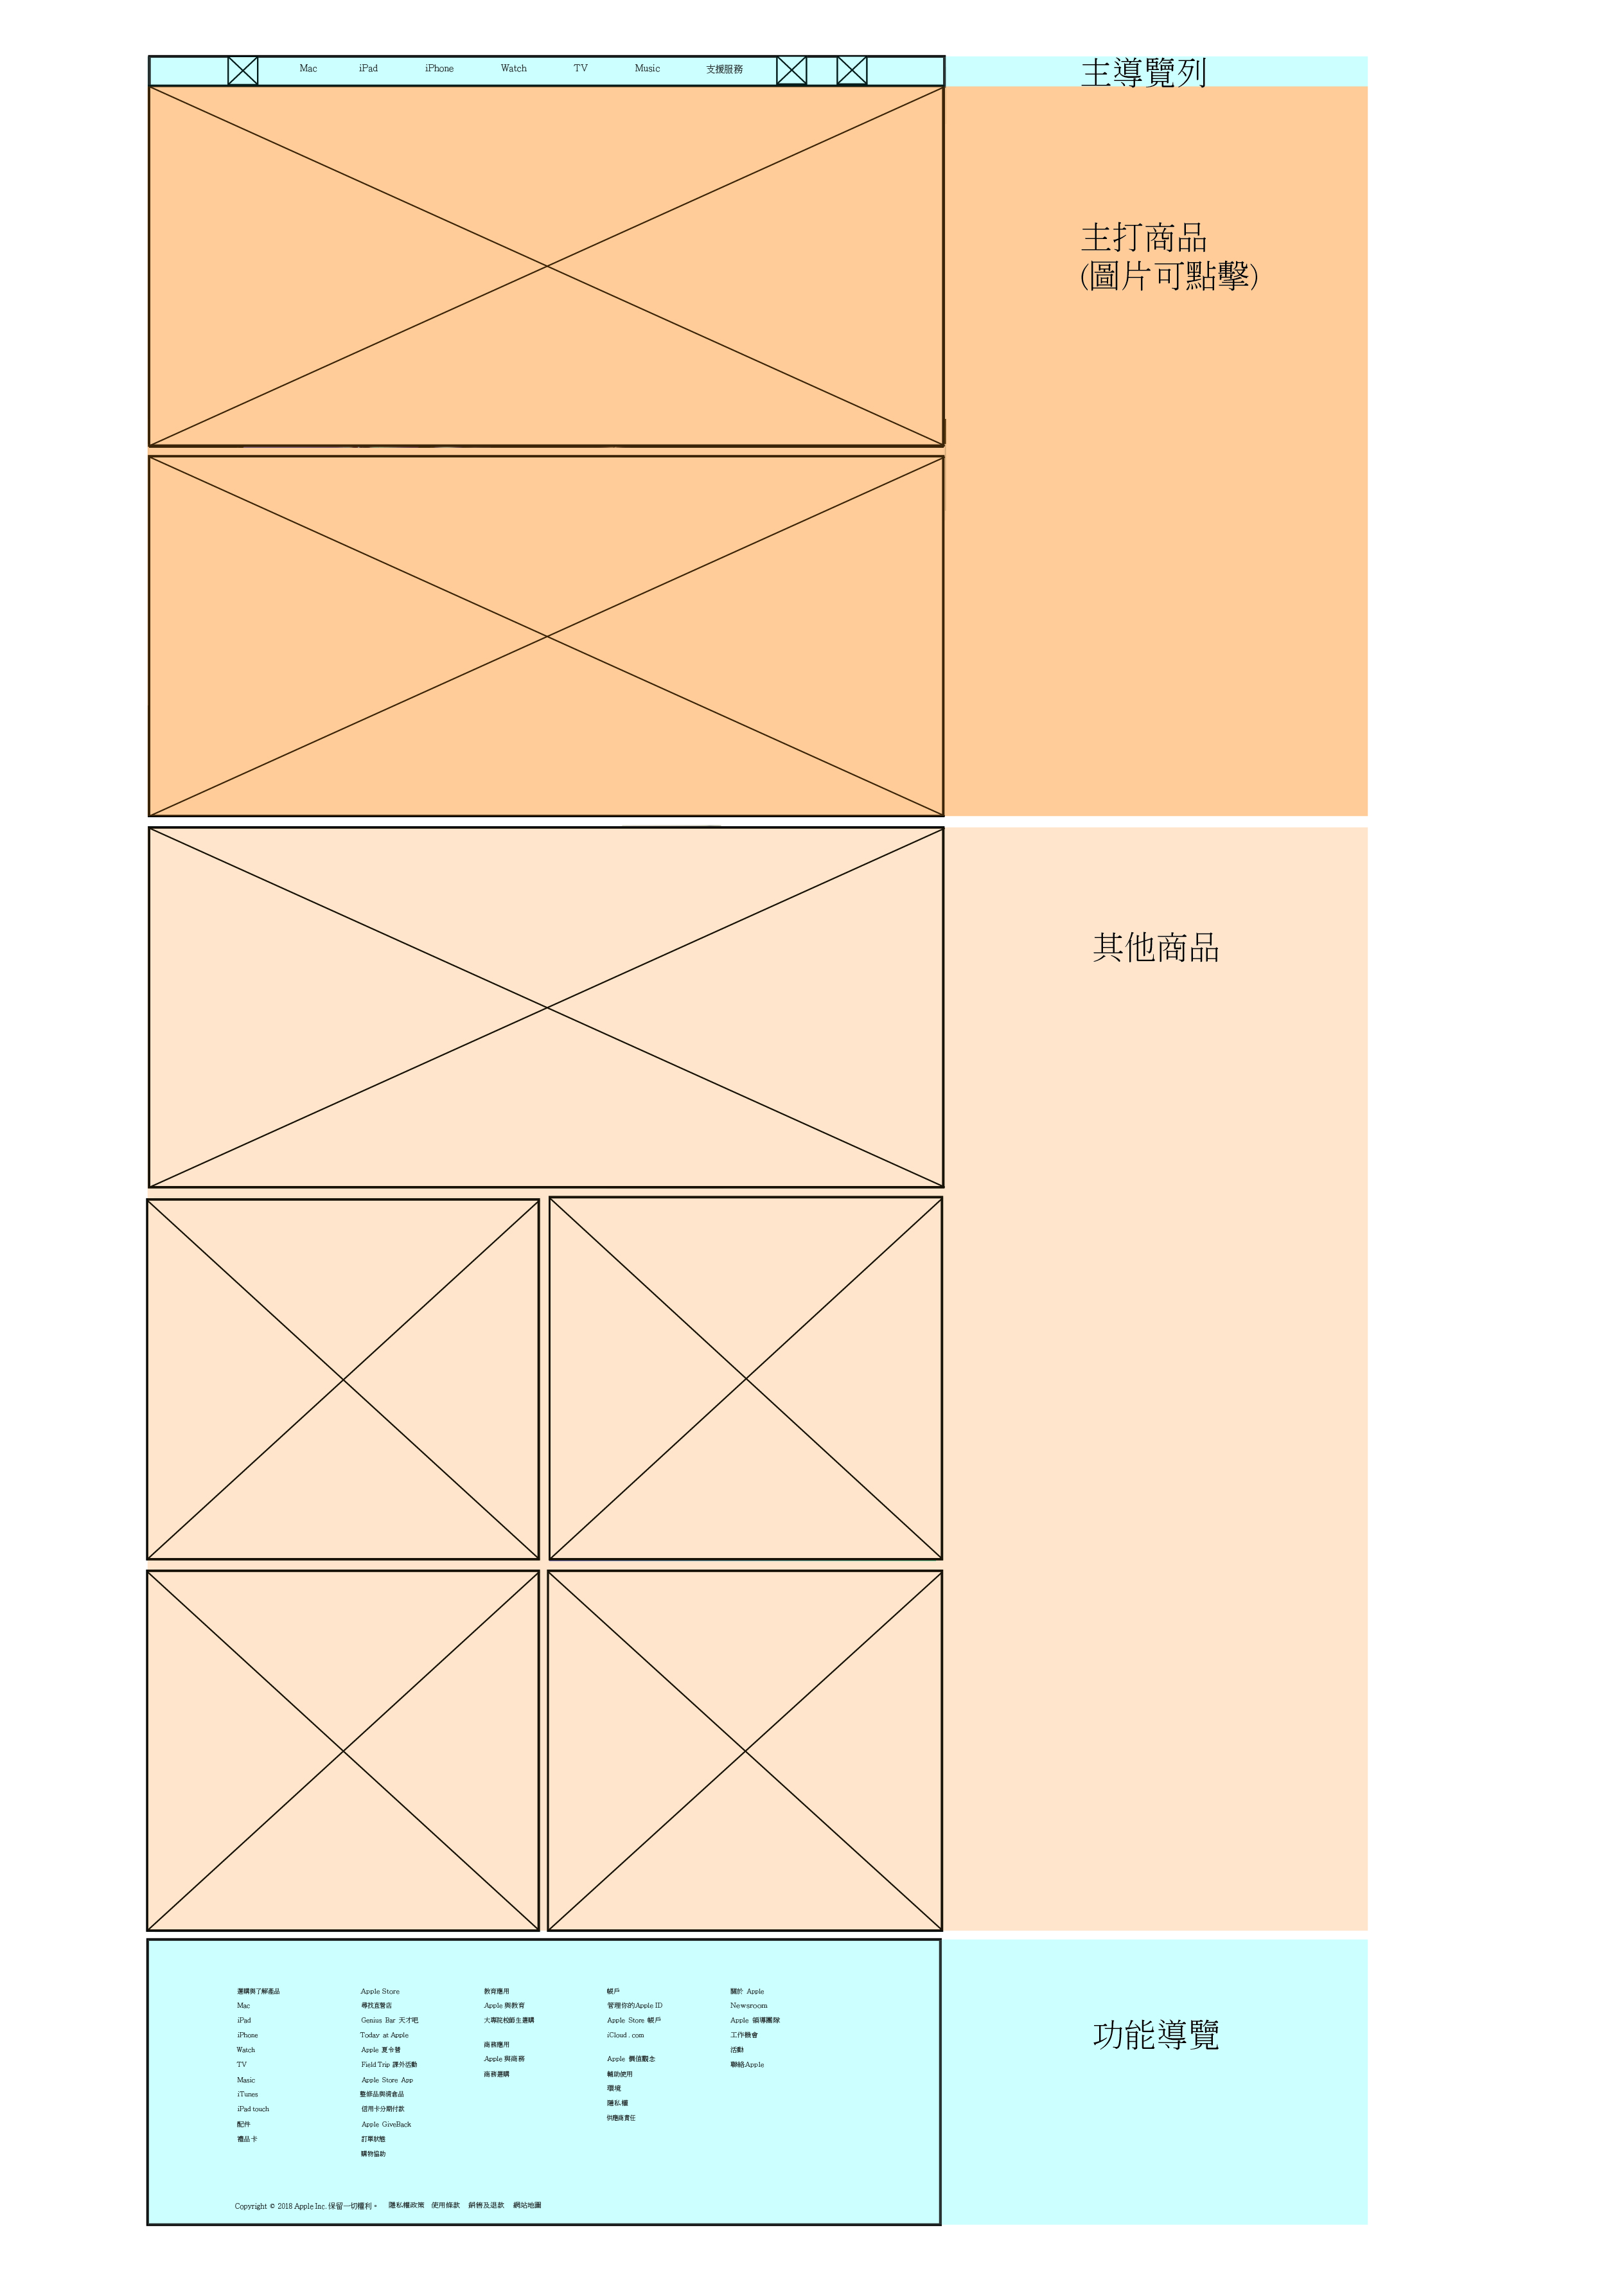 Mac iPad iPhone Watch TV Music 支援服務
主導覽列
主打商品
(圖片可點擊)
其他商品
功能導覽
選購與了解產品
Mac
iPad
iPhone
Watch
TV
Masic
iTunes
iPad touch
配件
禮品卡
Apple Store
尋找直營店
Genius Bar 天才吧
Today at Apple
Apple 夏令營
Field Trip 課外活動
Apple Store App
整修品與福食品
信用卡分期付款
Apple GiveBack
訂單狀態
購物協助
教育應用
Apple 與教育
大專院校師生選購
商務應用
Apple 與商務
商務選購
帳戶
管理你的Apple ID
Apple Store 帳戶
iCloud . com
Apple 價值觀念
輔助使用
環境
隱私權
供應商責任
關於 Apple
Newsroom
Apple 領導團隊
工作機會
活動
聯絡Apple
Copyright © 2018 Apple Inc. 保留一切權利。 隱私權政策 使用條款 銷售及退款 網站地圖